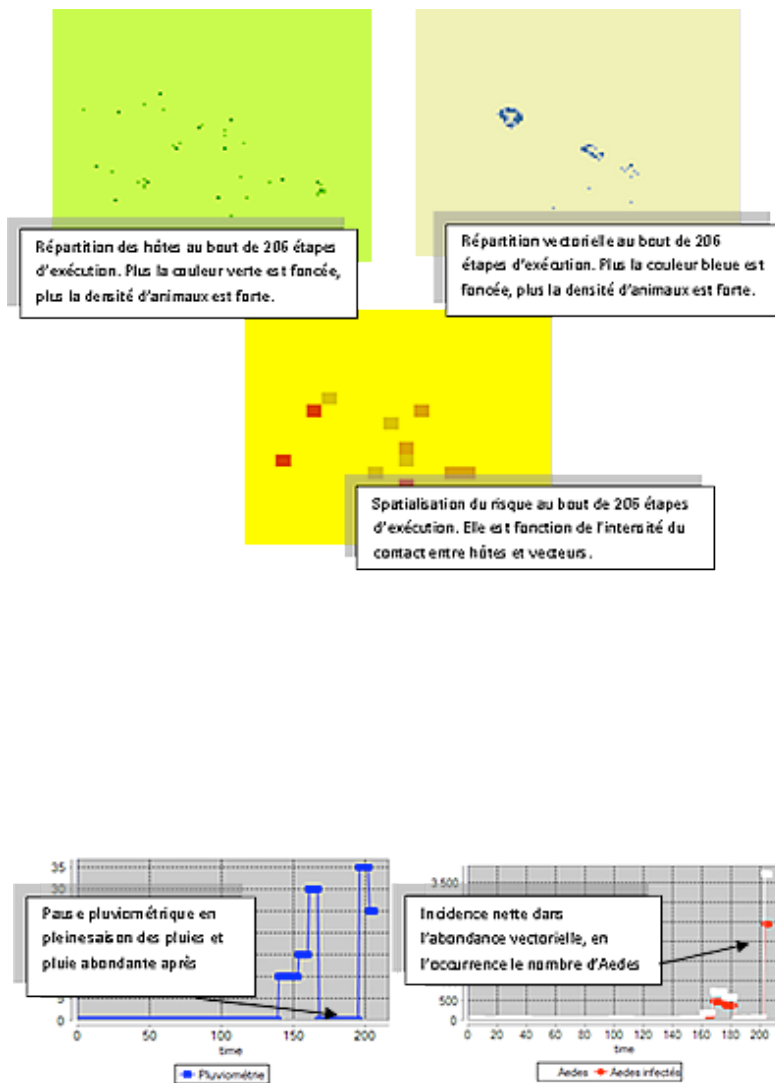 Répartition des hôtes au bout de 206 étapes
d'exécution. Plus la couleur verte est foncée,
plus la densité d'animaux est forte.
Répartition vectorielle au bout de 206
étapes d'exécution. Plus la couleur bleue est
foncée, plus la densité d'animaux est forte.
Spatialisation du risque au bout de 206 étapes
d'exécution. Elle est fonction de l'intensité du
contact entre hôtes et vecteurs.
35
30
5
0
Pause pluviométrique en
pleine saison des pluies et
pluie abondante après
0 50 100 150 200
time
Pluviométrie
3 500
500
0
Incidence nette dans
l'abondance vectorielle, en
l'occurrence le nombre d'Aedes
0 20 40 60 80 100 120 140 160 180 200
time
Aedes Aedes infectés